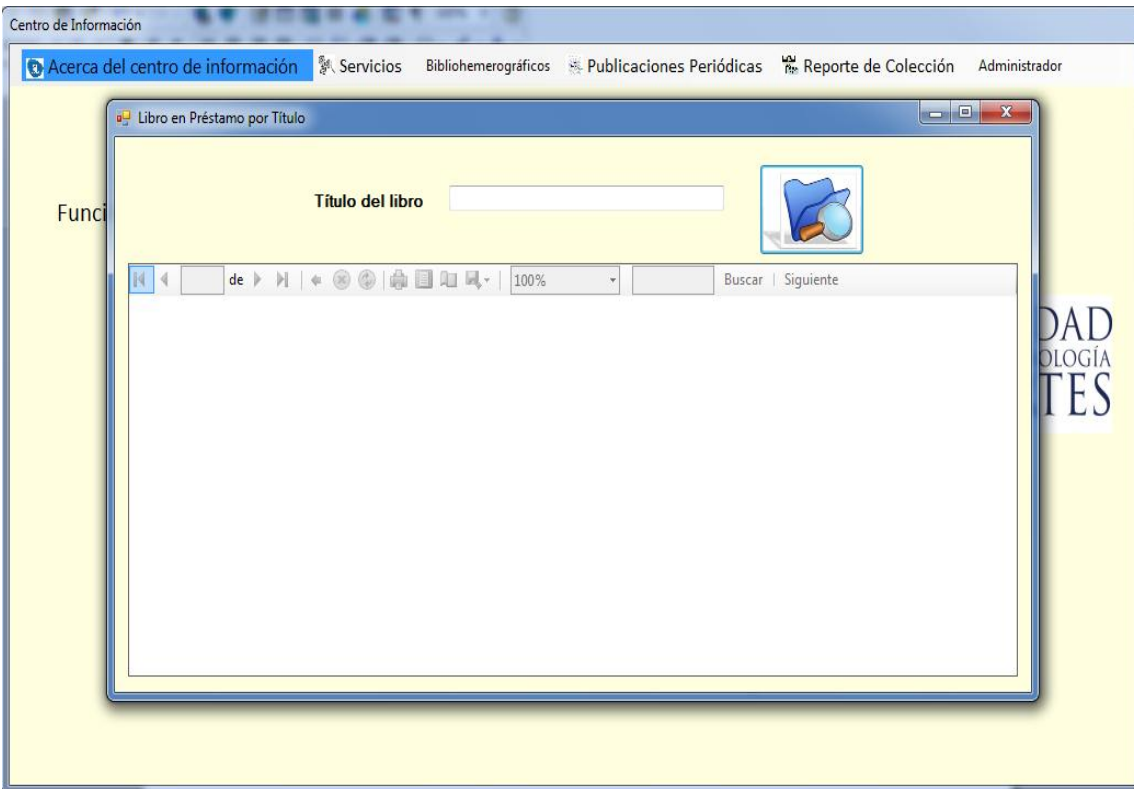 Centro de Información
Acerca del centro de información Servicios Bibliohemerográficos Publicaciones Periódicas Reporte de Colección Administrador
Libro en Préstamo por Título
Título del libro
Funci
de 100% Buscar Siguiente
DAD
OLOGÍA
TES